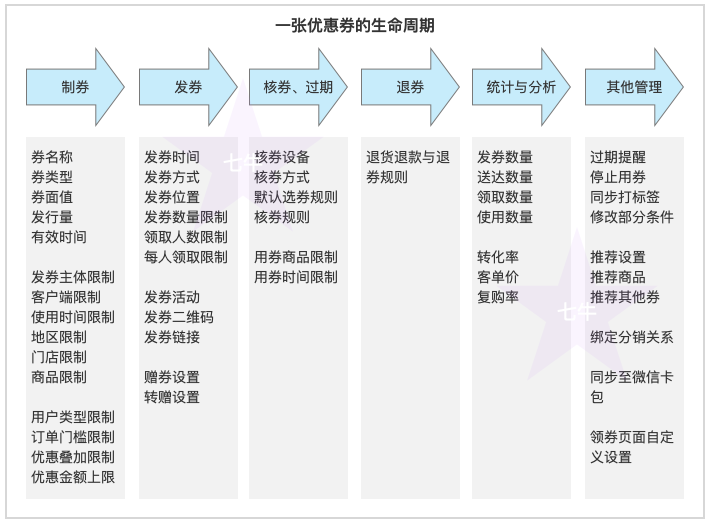 一张优惠券的生命周期
制券
发券
核券、过期
退券
统计与分析
其他管理
券名称
券类型
券面值
发行量
有效时间
发券主体限制
客户端限制
使用时间限制
地区限制
门店限制
商品限制
用户类型限制
订单门槛限制
优惠叠加限制
优惠金额上限
发券时间
发券方式
发券位置
发券数量限制
领取人数限制
每人领取限制
发券活动
发券二维码
发券链接
赠券设置
转赠设置
核券设备
核券方式
默认选券规则
核券规则
用券商品限制
用券时间限制
退货退款与退
券规则
发券数量
送达数量
领取数量
使用数量
转化率
客单价
复购率
过期提醒
停止用券
同步打标签
修改部分条件
推荐设置
推荐商品
推荐其他券
绑定分销关系
同步至微信卡
包
领券页面自定
义设置
七牛
七牛